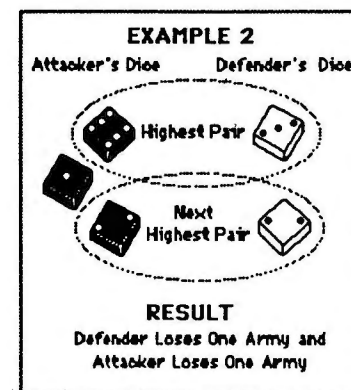 EXAMPLE 2
Attacker's Dice Defender's Dice
Highest Pair
Next
Highest Pair
RESULT
Defender Loses One Army and
Attacker Loses One Army